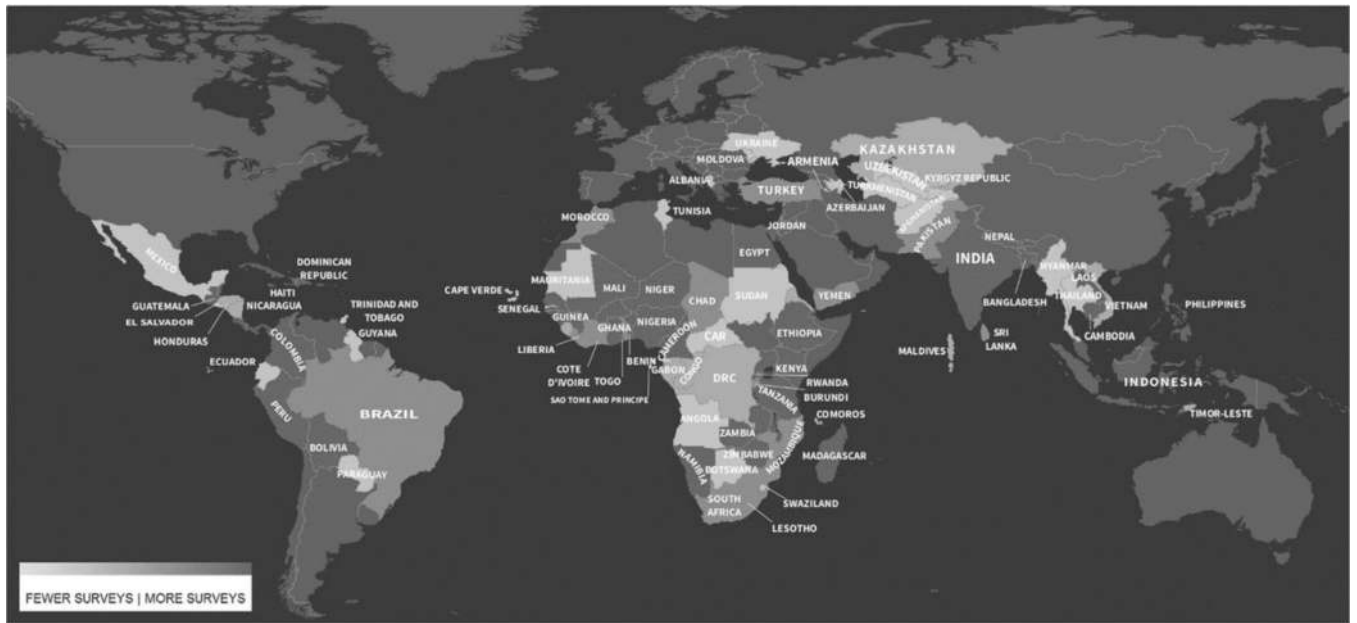 UKRAINE
MOLDOVA
ARMENIA
KAZAKHSTAN
UZBEKISTAN
KYRGYZ REPUBLIC
ALBANIA
TURKEY
TURKMENISTAN
AZERBAIJAN
AFGHANISTAN
PAKISTAN
MOROCCO
TUNISIA
JORDAN
NEPAL
EGYPT
INDIA
MEXICO
DOMINICAN
REPUBLIC
HAITI
GUATEMALA
NICARAGUA
EL SALVADOR
HONDURAS
TRINIDAD AND
TOBAGO
GUYANA
COLOMBIA
ECUADOR
PERU
BRAZIL
BOLIVIA
PARAGUAY
CAPE VERDE
MAURITANIA
MALI
NIGER
CHAD
SUDAN
YEMEN
SENEGAL
GUINEA
GHANA
NIGERIA
CAMEROON
CAR
ETHIOPIA
LIBERIA
COTE
D'IVOIRE
TOGO
BENIN
SAO TOME AND PRINCIPE
GABON
CONGO
DRC
KENYA
RWANDA
BURUNDI
TANZANIA
COMOROS
ANGOLA
ZAMBIA
MOZAMBIQUE
ZIMBABWE
NAMIBIA
BOTSWANA
MADAGASCAR
SOUTH
AFRICA
SWAZILAND
LESOTHO
MYANMAR
LAOS
BANGLADESH
THAILAND
VIETNAM
PHILIPPINES
CAMBODIA
SRI
LANKA
MALDIVES
INDONESIA
TIMOR-LESTE
FEWER SURVEYS | MORE SURVEYS